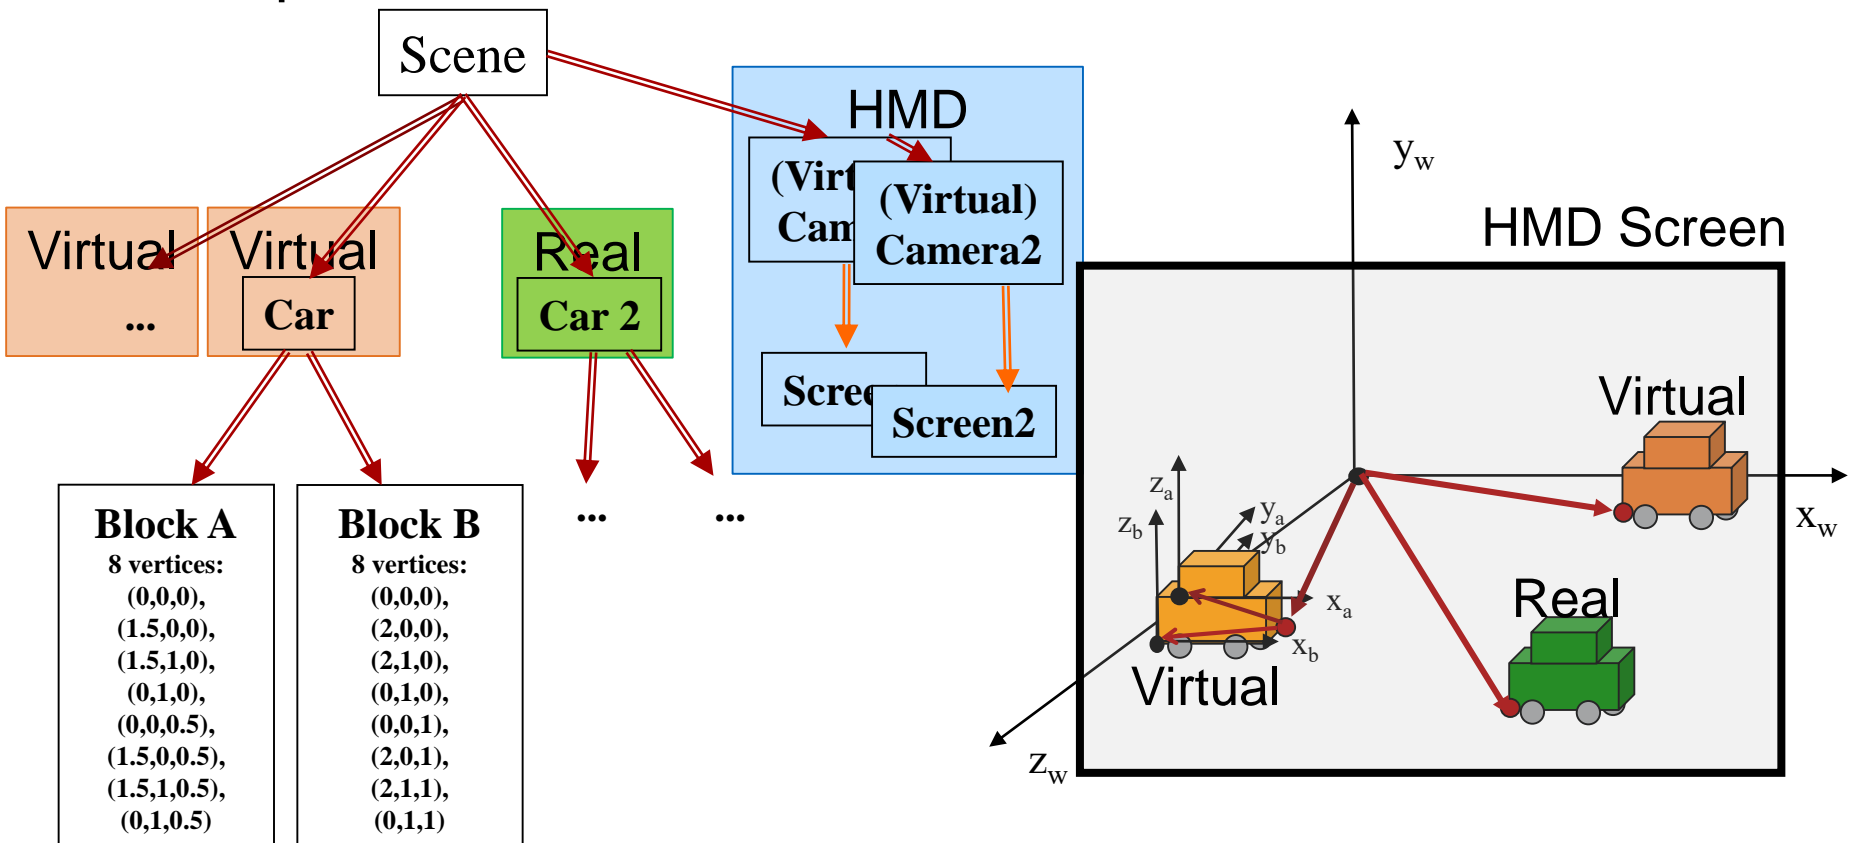 Scene
HMD
(Virt
Cam
(Virtual)
Camera2
Virtual
...
Virtual
Car
Real
Car 2
Scree
Screen2
Block A
8 vertices:
(0,0,0),
(1.5,0,0),
(1.5,1,0),
(0,1,0),
(0,0,0.5),
(1.5,0,0.5),
(1.5,1,0.5),
(0,1,0.5)
Block B
8 vertices:
(0,0,0),
(2,0,0),
(2,1,0),
(0,1,0),
(0,0,1),
(2,0,1),
(2,1,1),
(0,1,1)
...
...
yw
HMD Screen
Virtual
xw
za
ya
zb
yb
xa
xb
Virtual
Real
zw